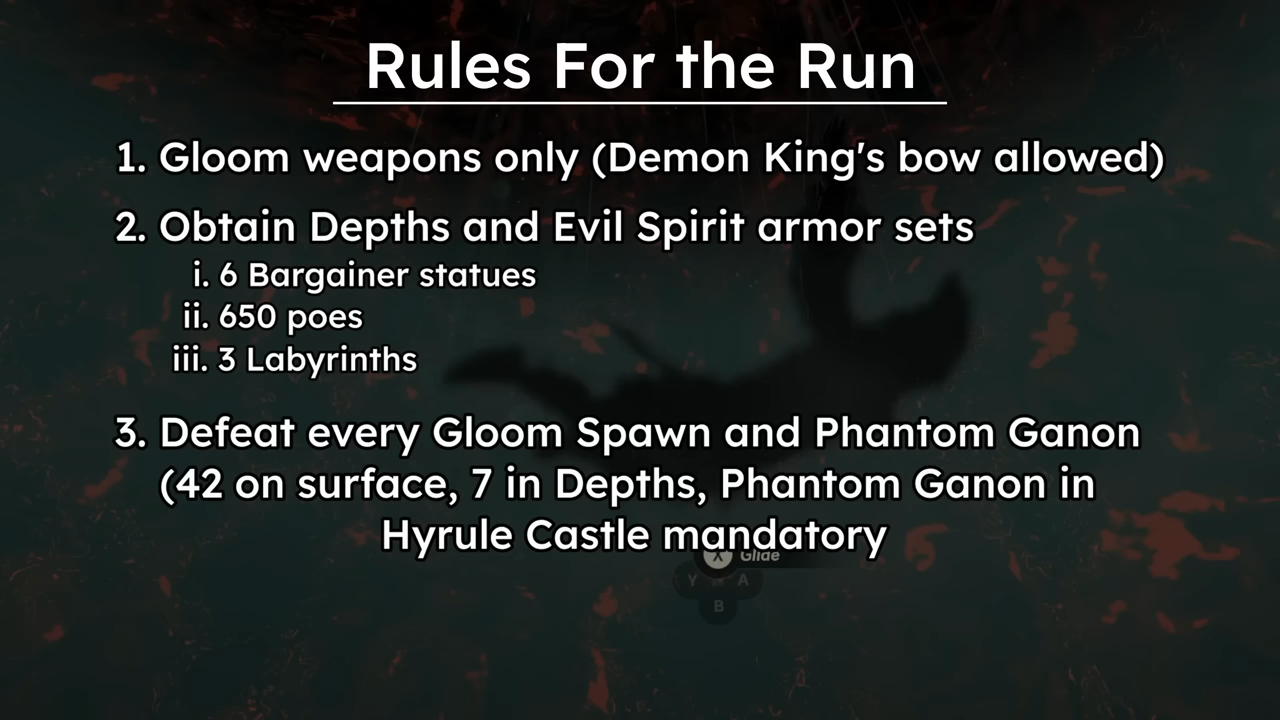 Rules For the Run
1. Gloom weapons only (Demon King's bow allowed)
2. Obtain Depths and Evil Spirit armor sets
i. 6 Bargainer statues
ii. 650 poes
iii. 3 Labyrinths
3. Defeat every Gloom Spawn and Phantom Ganon
(42 on surface, 7 in Depths, Phantom Ganon in
Hyrule Castle mandatory
X Glide
Y A
B